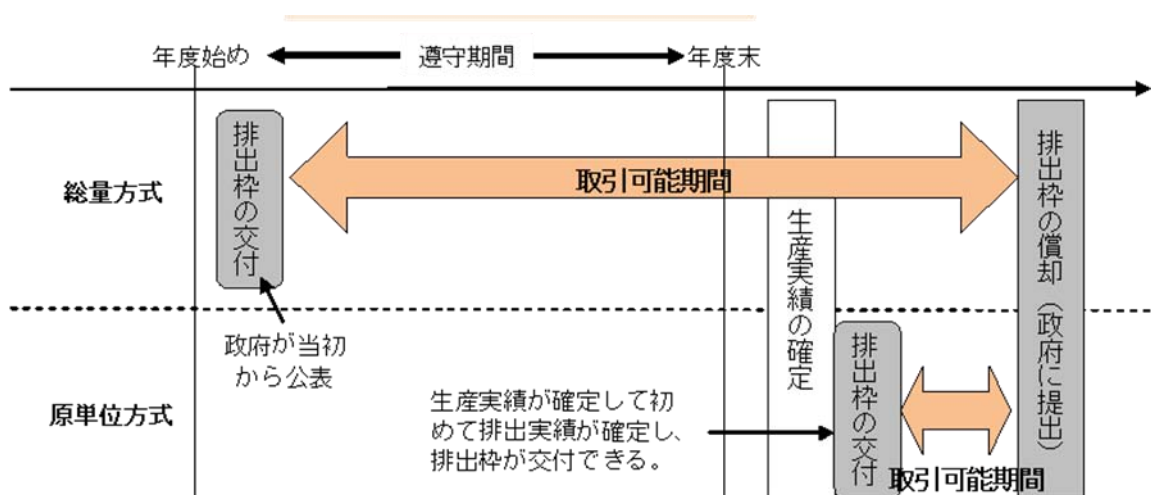 年度始め
遵守期間
年度末
総量方式
排出枠の交付
取引可能期間
生産実績の確定
排出枠の償却（政府に提出）
政府が当初
から公表
原単位方式
生産実績が確定して初
めて排出実績が確定し、
排出枠が交付できる。
排出枠の交付
取引可能期間